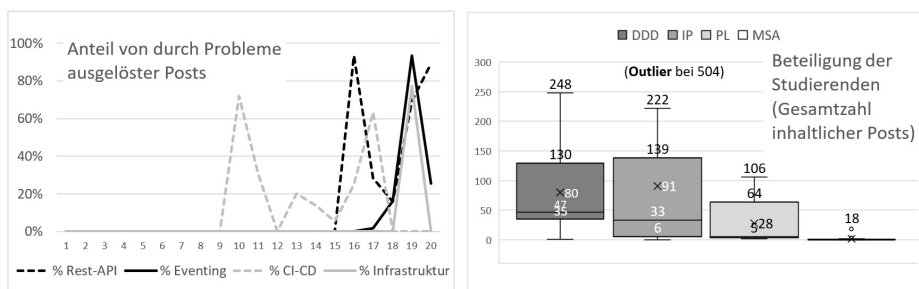 Anteil von durch Probleme
ausgelöster Posts
100%
80%
60%
40%
20%
0%
1 2 3 4 5 6 7 8 9 10 11 12 13 14 15 16 17 18 19 20
% Rest-API % Eventing % CI-CD % Infrastruktur
DDD IP PL MSA
Beteiligung der
Studierenden
(Gesamtzahl
inhaltlicher Posts)
(Outlier bei 504)
300
250
200
150
100
50
0
248
130
80
47
35
222
139
91
33
6
106
64
28
5
18